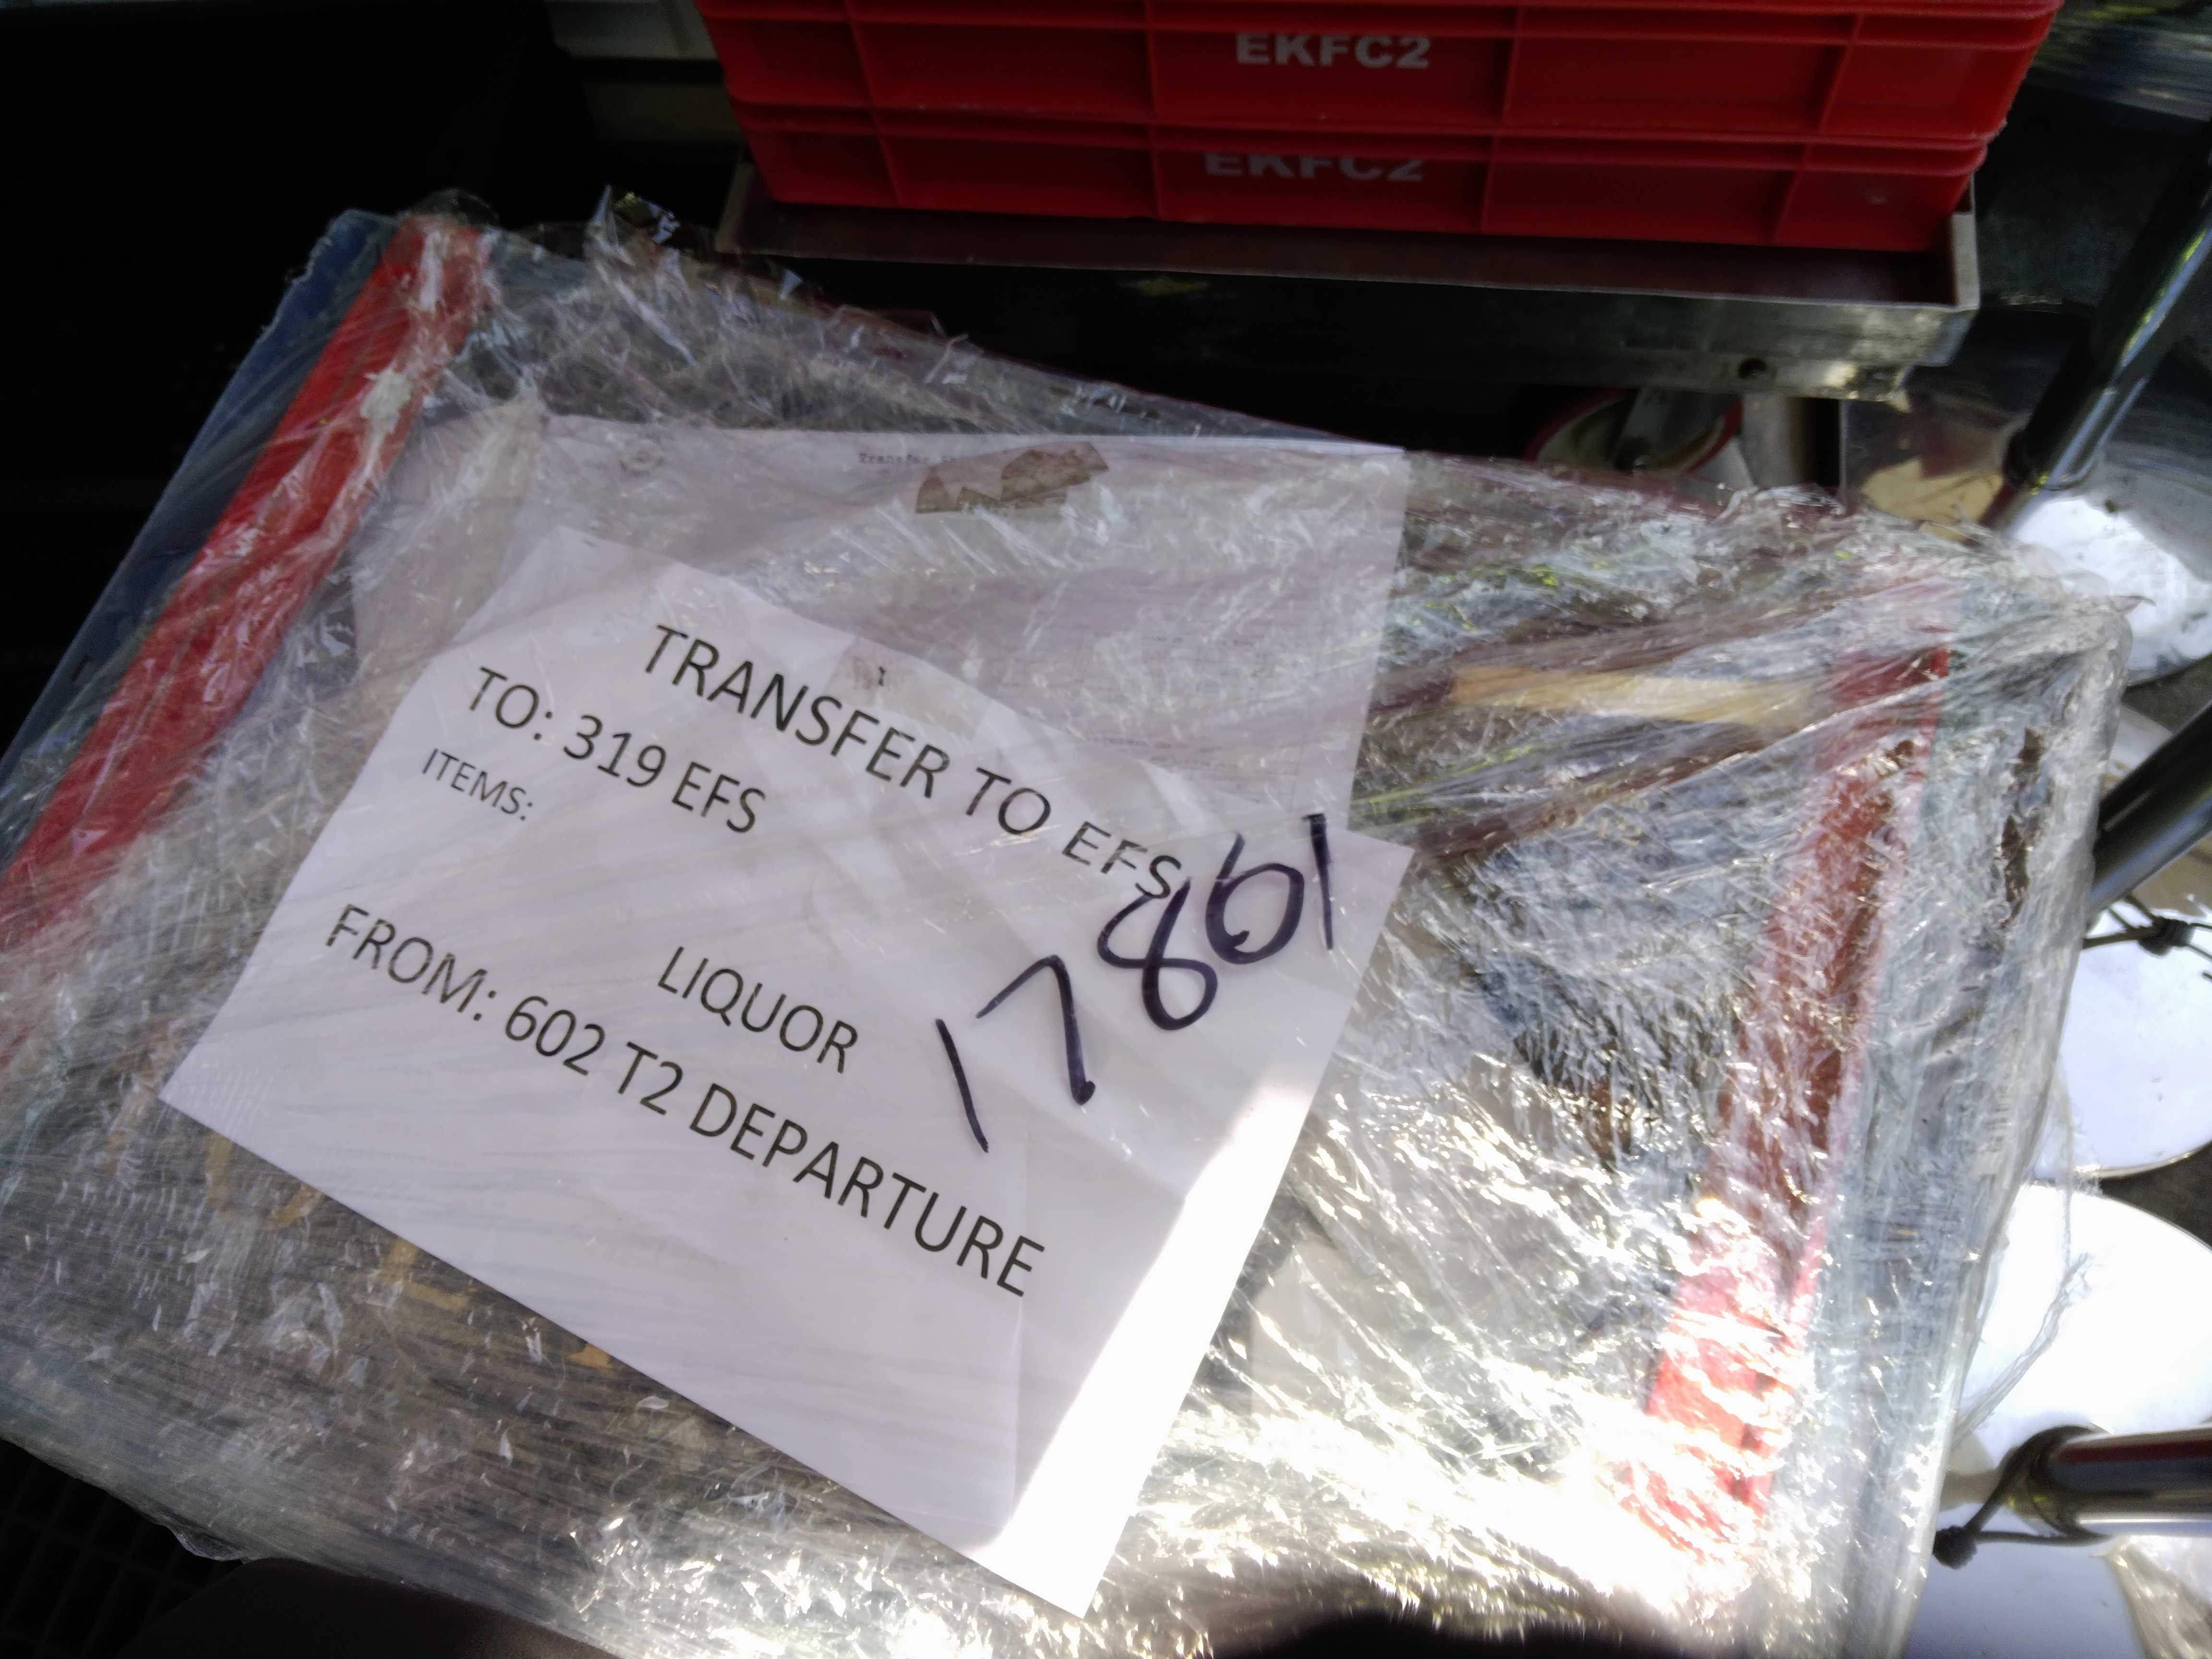 EKFC2
EKFC2
TRANSFER TO EFS
TO: 319 EFS
ITEMS:
LIQUOR
FROM: 602 T2 DEPARTURE
17861